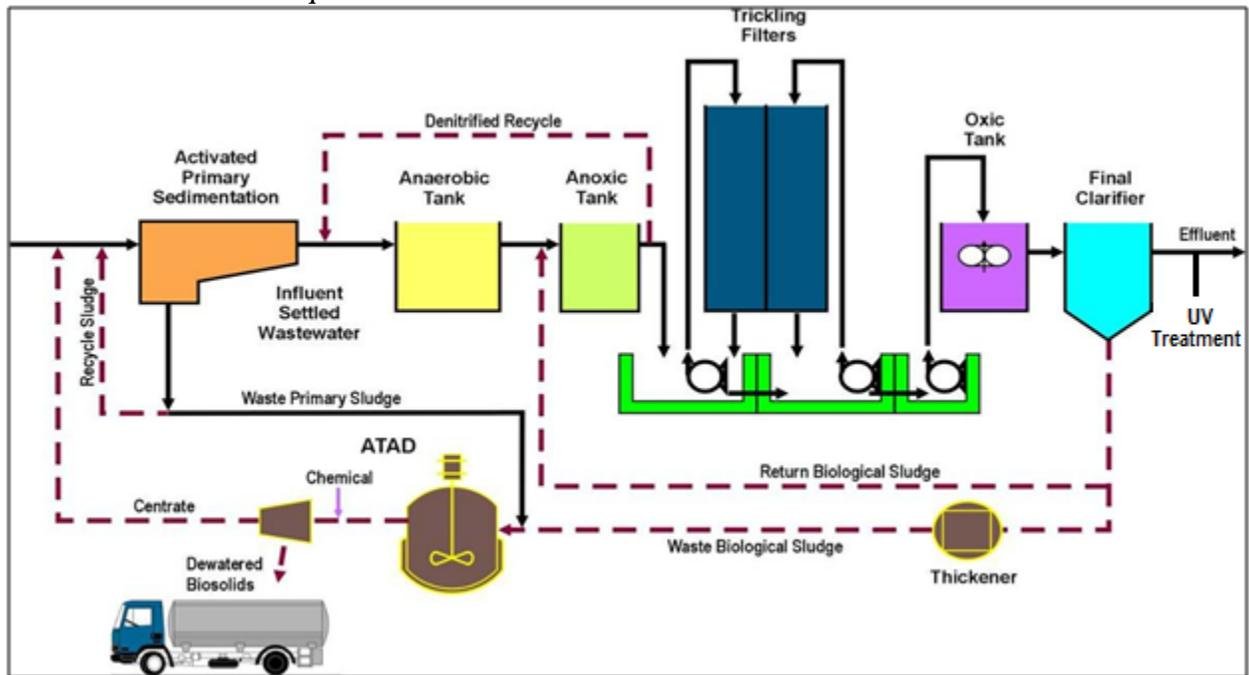 Trickling
Filters
Denitrified Recycle
Oxic
Tank
Activated
Primary
Sedimentation
Anaerobic
Tank
Anoxic
Tank
Final
Clarifier
Effluent
Influent
Settled
Wastewater
UV
Treatment
Recycle Sludge
Waste Primary Sludge
ATAD
Chemical
Return Biological Sludge
Centrate
Waste Biological Sludge
Dewatered
Biosolids
Thickener